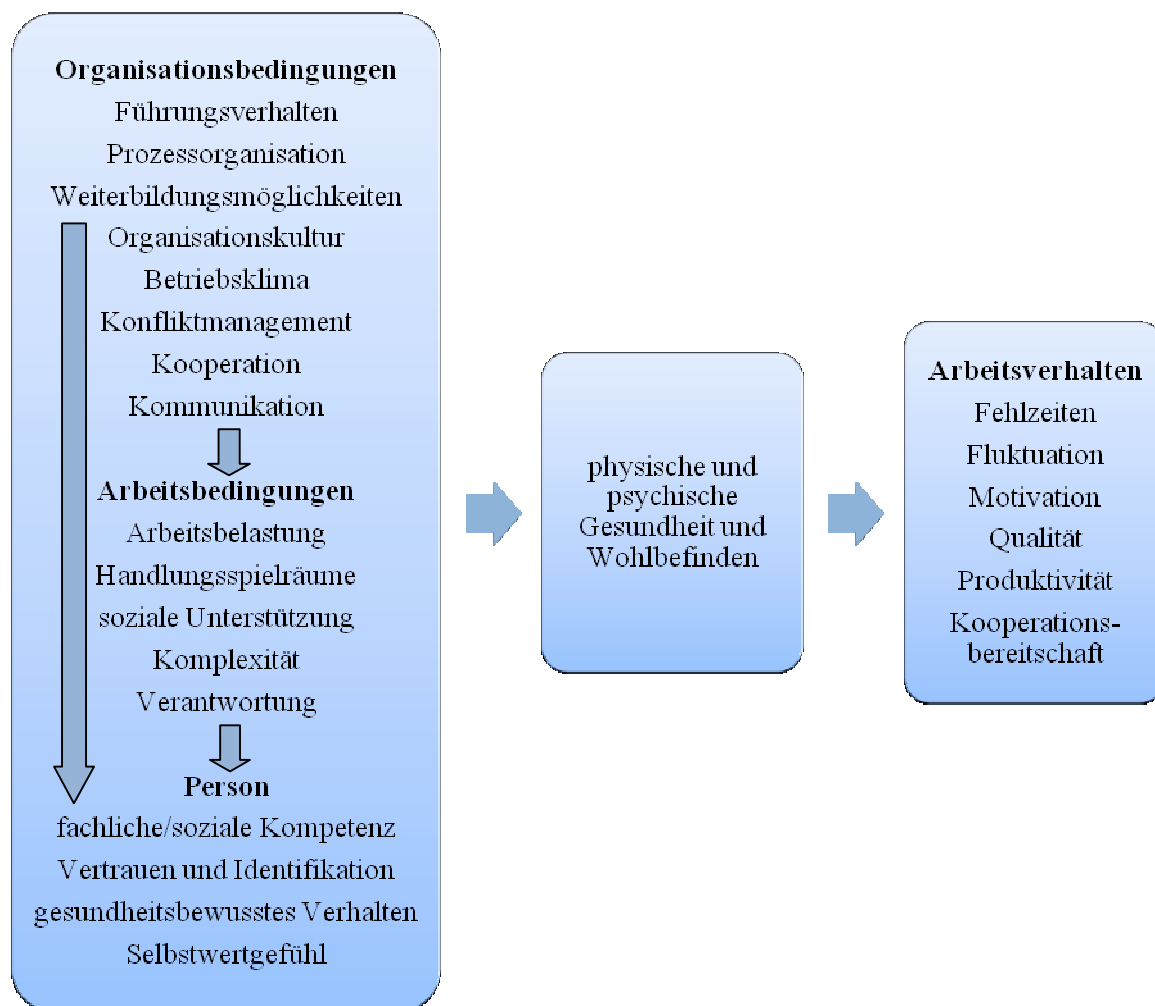 Organisationsbedingungen
Führungsverhalten
Prozessorganisation
Weiterbildungsmöglichkeiten
Organisationskultur
Betriebsklima
Konfliktmanagement
Kooperation
Kommunikation
Arbeitsbedingungen
Arbeitsbelastung
Handlungsspielräume
soziale Unterstützung
Komplexität
Verantwortung
Person
fachliche/soziale Kompetenz
Vertrauen und Identifikation
gesundheitsbewusstes Verhalten
Selbstwertgefühl
physische und
psychische
Gesundheit und
Wohlbefinden
Arbeitsverhalten
Fehlzeiten
Fluktuation
Motivation
Qualität
Produktivität
Kooperations-
bereitschaft